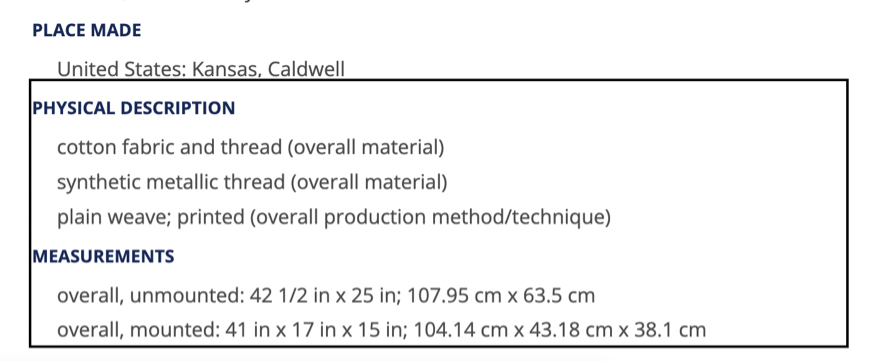 PLACE MADE
United States: Kansas, Caldwell
PHYSICAL DESCRIPTION
cotton fabric and thread (overall material)
synthetic metallic thread (overall material)
plain weave; printed (overall production method/technique)
MEASUREMENTS
overall, unmounted: 42 1/2 in x 25 in; 107.95 cm x 63.5 cm
overall, mounted: 41 in x 17 in x 15 in; 104.14 cm x 43.18 cm x 38.1 cm